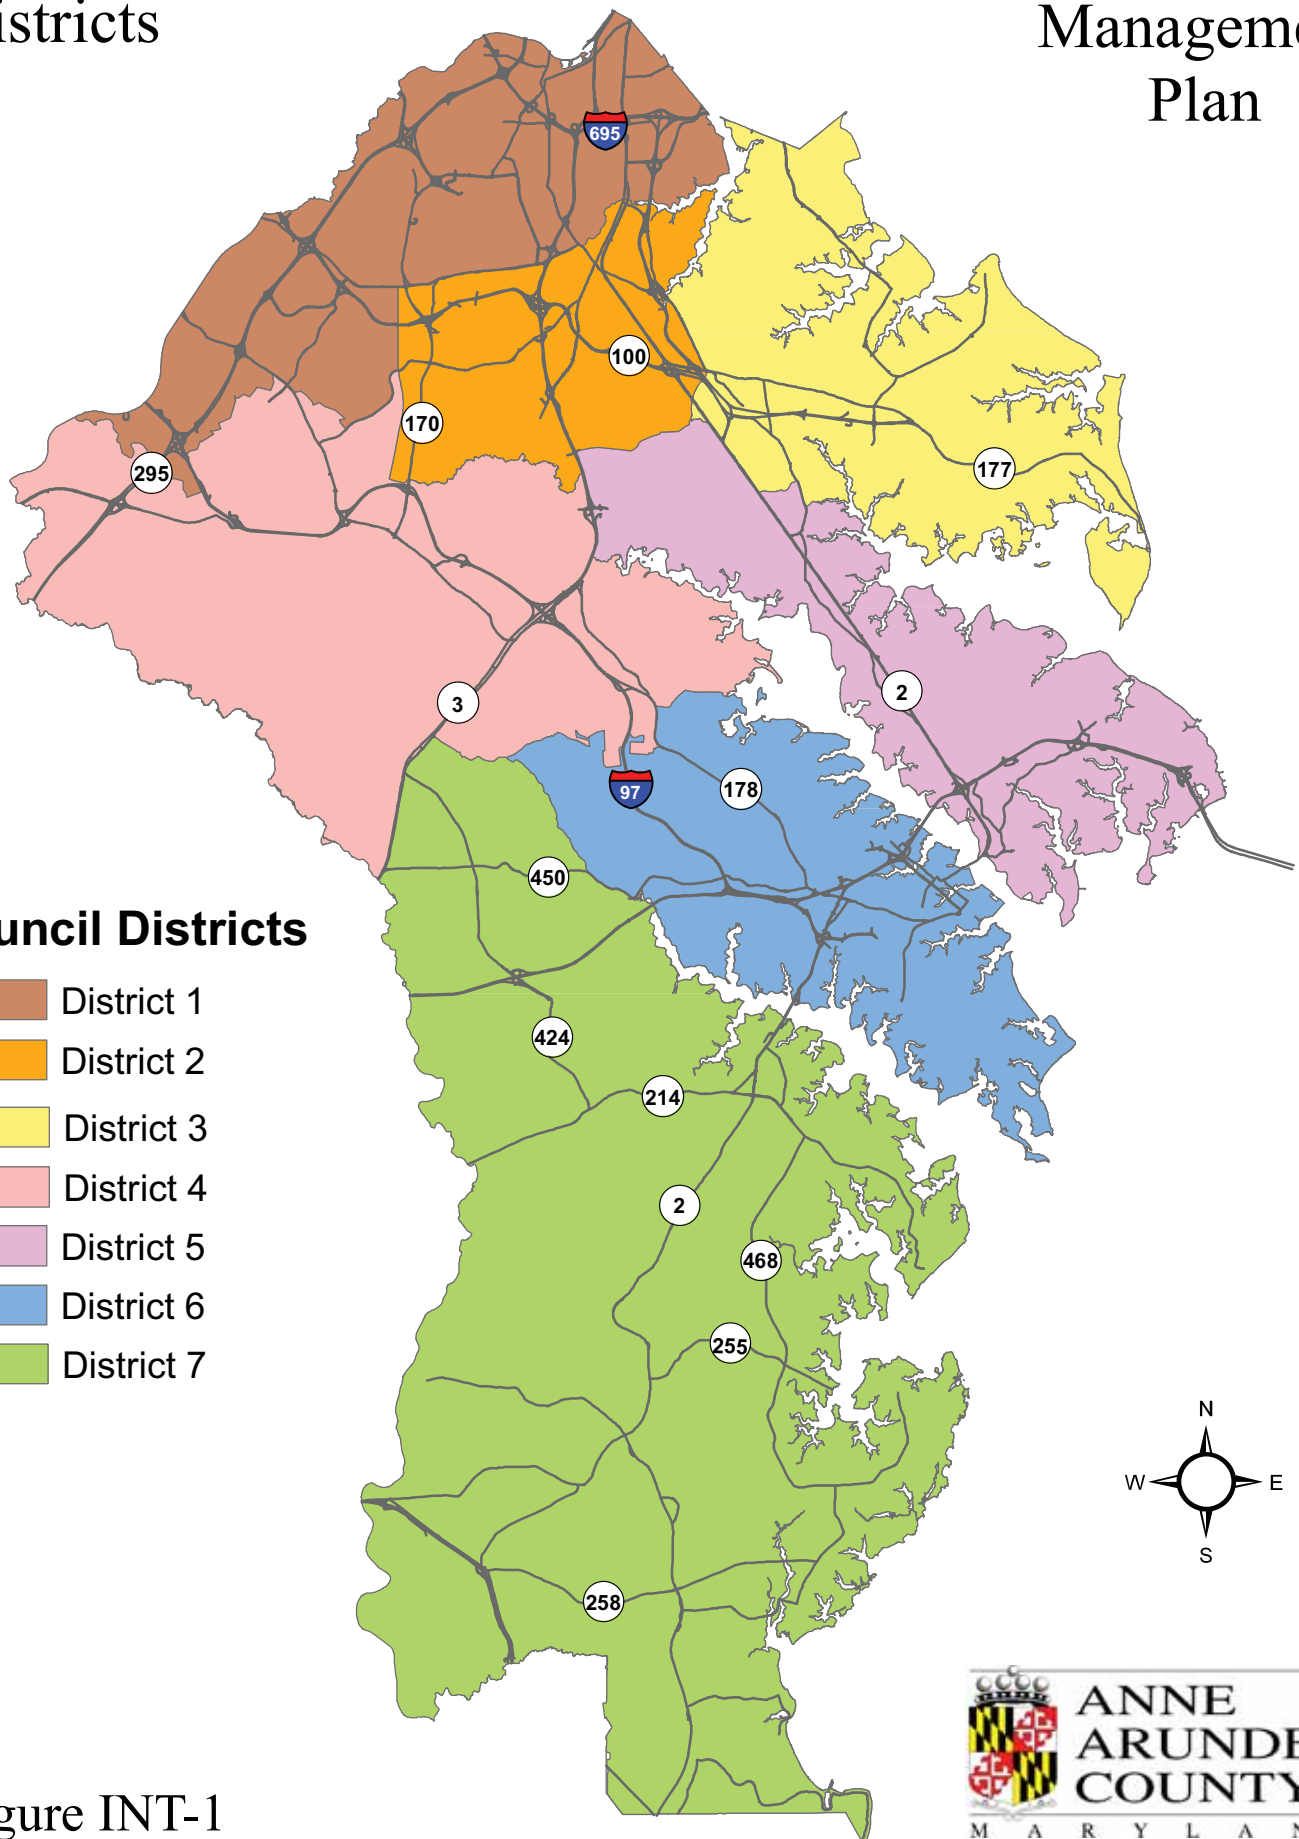 istricts
Manageme
Plan
695
100
170
295
177
3
2
97
178
450
uncil Districts
District 1
District 2
District 3
District 4
District 5
District 6
District 7
424
214
2
468
255
258
N
W E
S
ANNE
ARUNDE
COUNTY
M A R Y L A N
gure INT-1